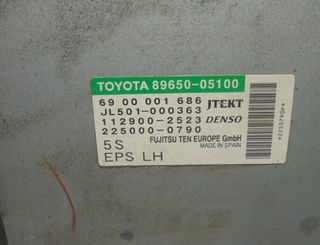 TOYOTA 89650-05100
69 00 001 686 JTEKT
JL501-000363
112900-2523 DENSO
225000-0790
FUJITSU TEN EUROPE GmbH
5S MADE IN SPAIN
EPS LH
*2250790P*